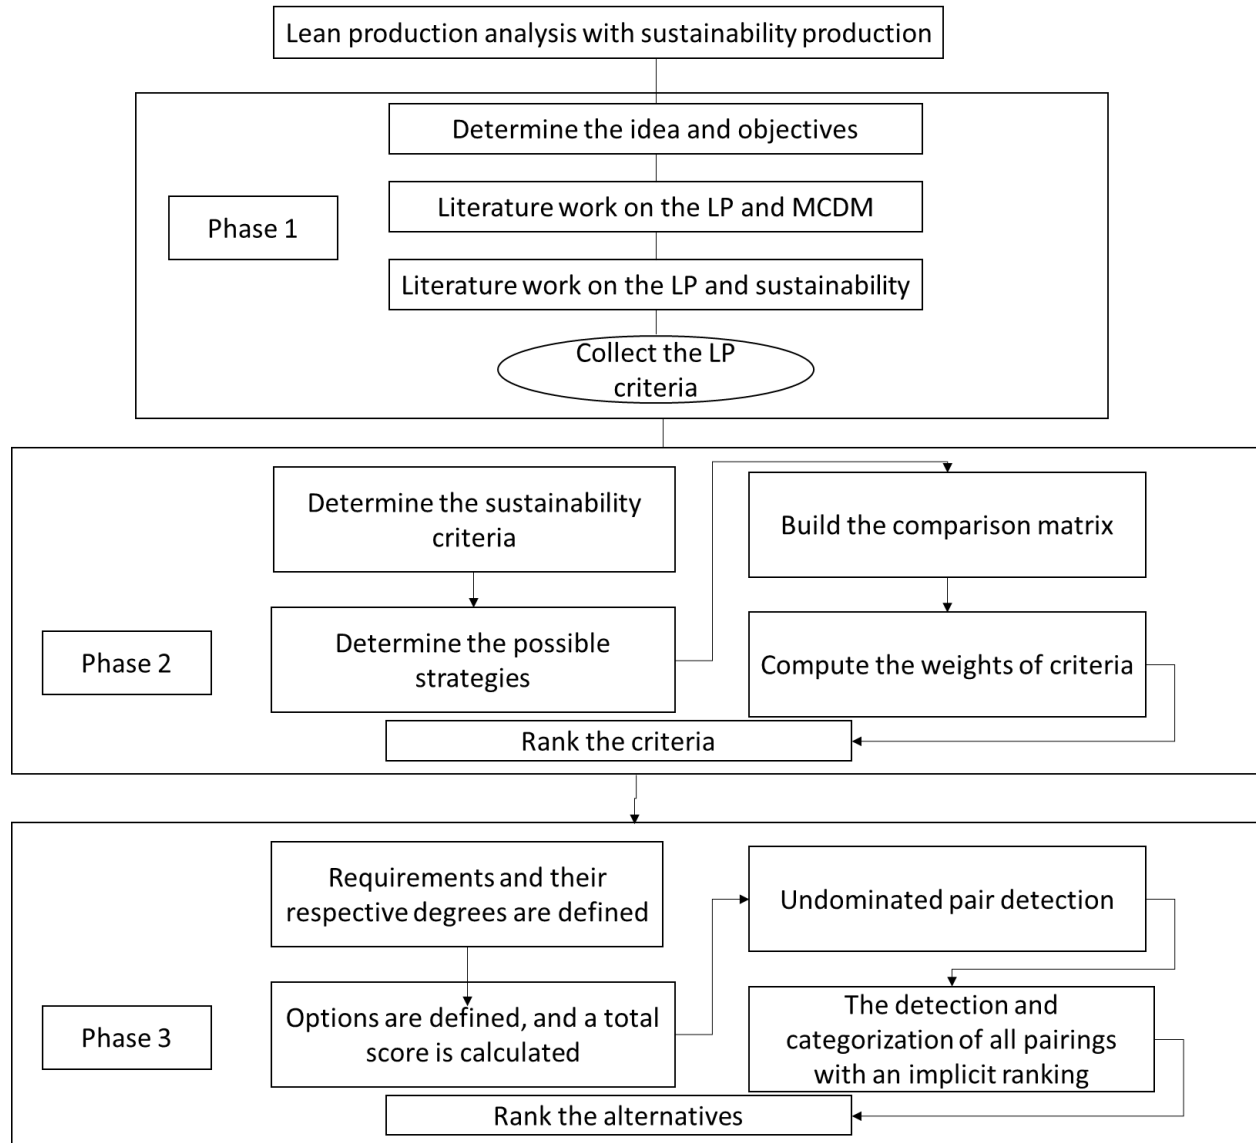 Lean production analysis with sustainability production
Determine the idea and objectives
Phase 1
Literature work on the LP and MCDM
Literature work on the LP and sustainability
Collect the LP
criteria
Determine the sustainability
criteria
Build the comparison matrix
Phase 2
Determine the possible
strategies
Compute the weights of criteria
Rank the criteria
Requirements and their
respective degrees are defined
Undominated pair detection
Phase 3
Options are defined, and a total
score is calculated
The detection and
categorization of all pairings
with an implicit ranking
Rank the alternatives